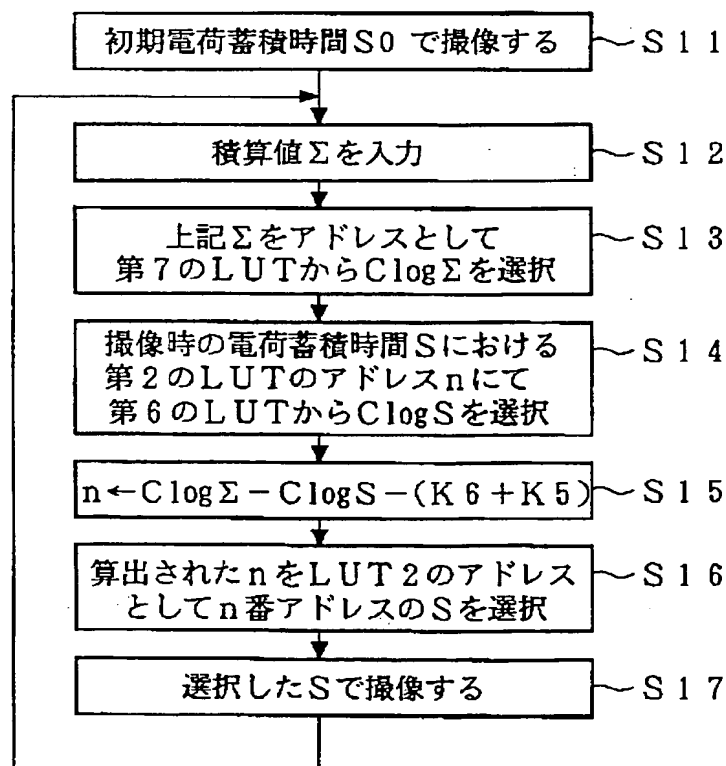 初期電荷蓄積時間S0 で撮像する ～S11
積算値Σを入力 ～S12
上記Σをアドレスとして
第7のLUTからClogΣを選択 ～S13
撮像時の電荷蓄積時間Sにおける
第2のLUTのアドレスnにて
第6のLUTからClogSを選択 ～S14
n←ClogΣ－ClogS－(K6＋K5) ～S15
算出されたnをLUT2のアドレス
としてn番アドレスのSを選択 ～S16
選択したSで撮像する ～S17